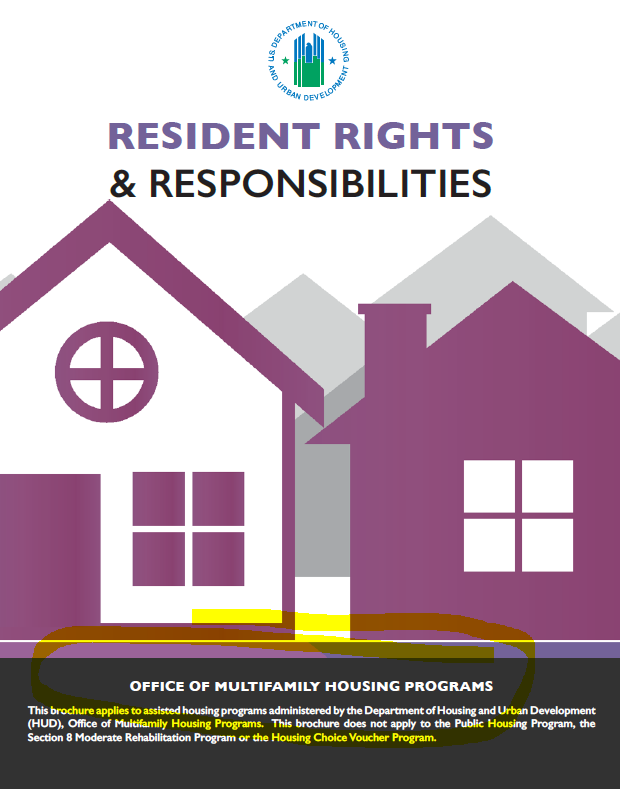 U.S. DEPARTMENT OF HOUSING
AND URBAN DEVELOPMENT
RESIDENT RIGHTS
& RESPONSIBILITIES
OFFICE OF MULTIFAMILY HOUSING PROGRAMS
This brochure applies to assisted housing programs administered by the Department of Housing and Urban Development
(HUD), Office of Multifamily Housing Programs. This brochure does not apply to the Public Housing Program, the
Section 8 Moderate Rehabilitation Program or the Housing Choice Voucher Program.